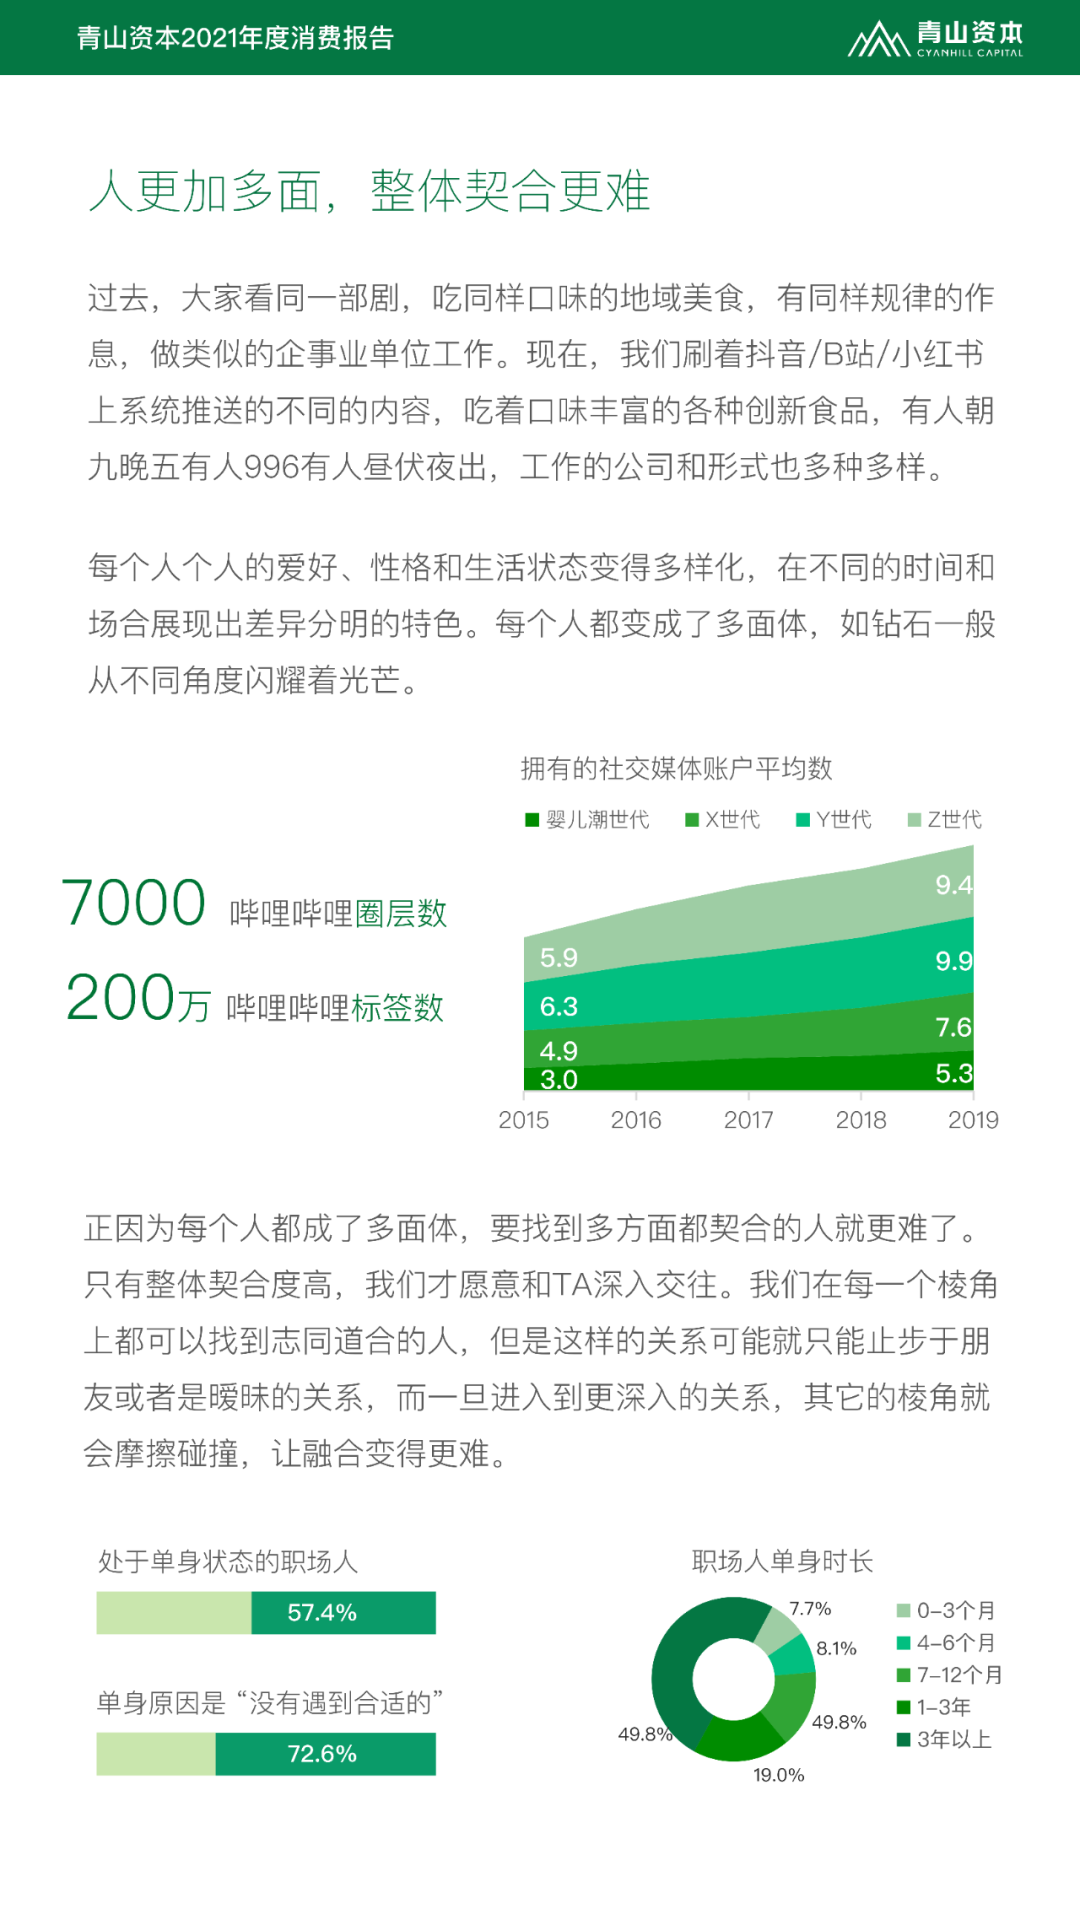 青山资本2021年度消费报告
青山资本
CYANHILL CAPITAL
人更加多面，整体契合更难
过去，大家看同一部剧，吃同样口味的地域美食，有同样规律的作
息，做类似的企事业单位工作。现在，我们刷着抖音/B站/小红书
上系统推送的不同的内容，吃着口味丰富的各种创新食品，有人朝
九晚五有人996有人昼伏夜出，工作的公司和形式也多种多样。
每个人个人的爱好、性格和生活状态变得多样化，在不同的时间和
场合展现出差异分明的特色。每个人都变成了多面体，如钻石一般
从不同角度闪耀着光芒。
7000 哔哩哔哩圈层数
200万 哔哩哔哩标签数
拥有的社交媒体账户平均数
婴儿潮世代 X世代 Y世代 Z世代
5.9 9.4
6.3 9.9
4.9 7.6
3.0 5.3
2015 2016 2017 2018 2019
正因为每个人都成了多面体，要找到多方面都契合的人就更难了。
只有整体契合度高，我们才愿意和TA深入交往。我们在每一个棱角
上都可以找到志同道合的人，但是这样的关系可能就只能止步于朋
友或者是暧昧的关系，而一旦进入到更深入的关系，其它的棱角就
会摩擦碰撞，让融合变得更难。
处于单身状态的职场人
57.4%
单身原因是“没有遇到合适的”
72.6%
职场人单身时长
7.7%
8.1%
49.8%
19.0%
49.8%
0-3个月
4-6个月
7-12个月
1-3年
3年以上